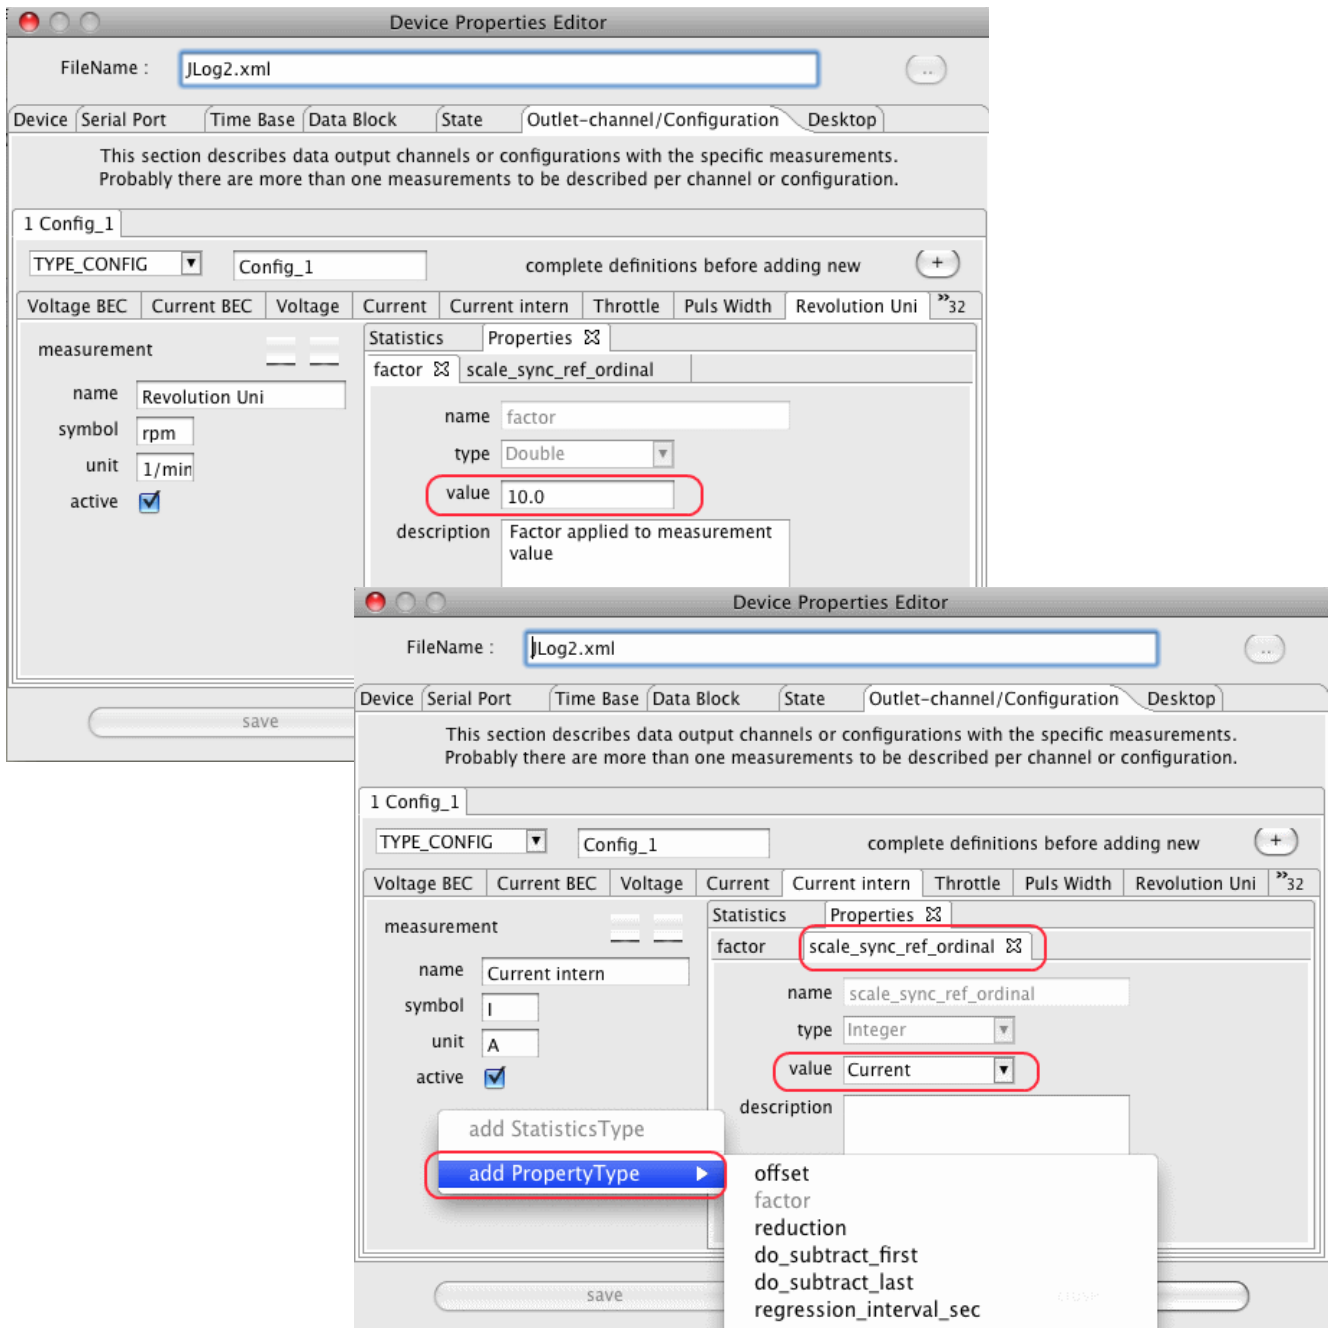 Device Properties Editor
FileName : JLog2.xml ..
Device Serial Port Time Base Data Block State Outlet-channel/Configuration Desktop
This section describes data output channels or configurations with the specific measurements.
Probably there are more than one measurements to be described per channel or configuration.
1 Config_1
TYPE_CONFIG Config_1 complete definitions before adding new +
Voltage BEC Current BEC Voltage Current Current intern Throttle Puls Width Revolution Uni »32
measurement
name Revolution Uni
symbol rpm
unit 1/min
active
Statistics Properties
factor scale_sync_ref_ordinal
name factor
type Double
value 10.0
description Factor applied to measurement
value
save
Device Properties Editor
FileName : JLog2.xml ..
Device Serial Port Time Base Data Block State Outlet-channel/Configuration Desktop
This section describes data output channels or configurations with the specific measurements.
Probably there are more than one measurements to be described per channel or configuration.
1 Config_1
TYPE_CONFIG Config_1 complete definitions before adding new +
Voltage BEC Current BEC Voltage Current Current intern Throttle Puls Width Revolution Uni »32
measurement
name Current intern
symbol I
unit A
active
Statistics Properties
factor scale_sync_ref_ordinal
name scale_sync_ref_ordinal
type Integer
value Current
description
add StatisticsType
add PropertyType
offset
factor
reduction
do_subtract_first
do_subtract_last
regression_interval_sec
save close